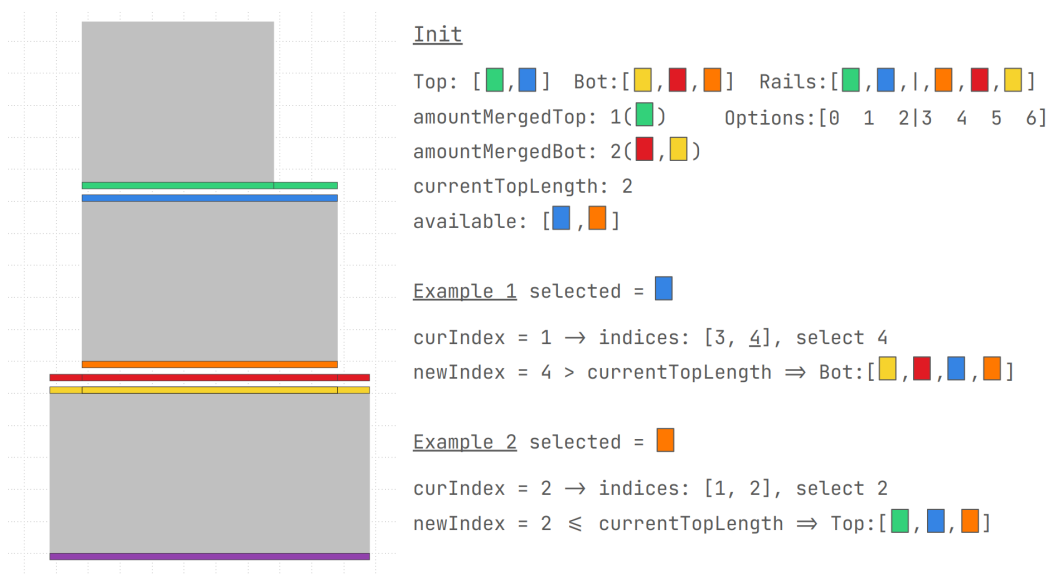 Init
Top: [ , ] Bot:[ , , ] Rails:[ , ,|, , , ]
amountMergedTop: 1( ) Options:[0 1 2|3 4 5 6]
amountMergedBot: 2( , )
currentTopLength: 2
available: [ , ]
Example 1 selected =
curIndex = 1 → indices: [3, 4], select 4
newIndex = 4 > currentTopLength ⇒ Bot:[ , , , ]
Example 2 selected =
curIndex = 2 → indices: [1, 2], select 2
newIndex = 2 ⩽ currentTopLength ⇒ Top:[ , , ]